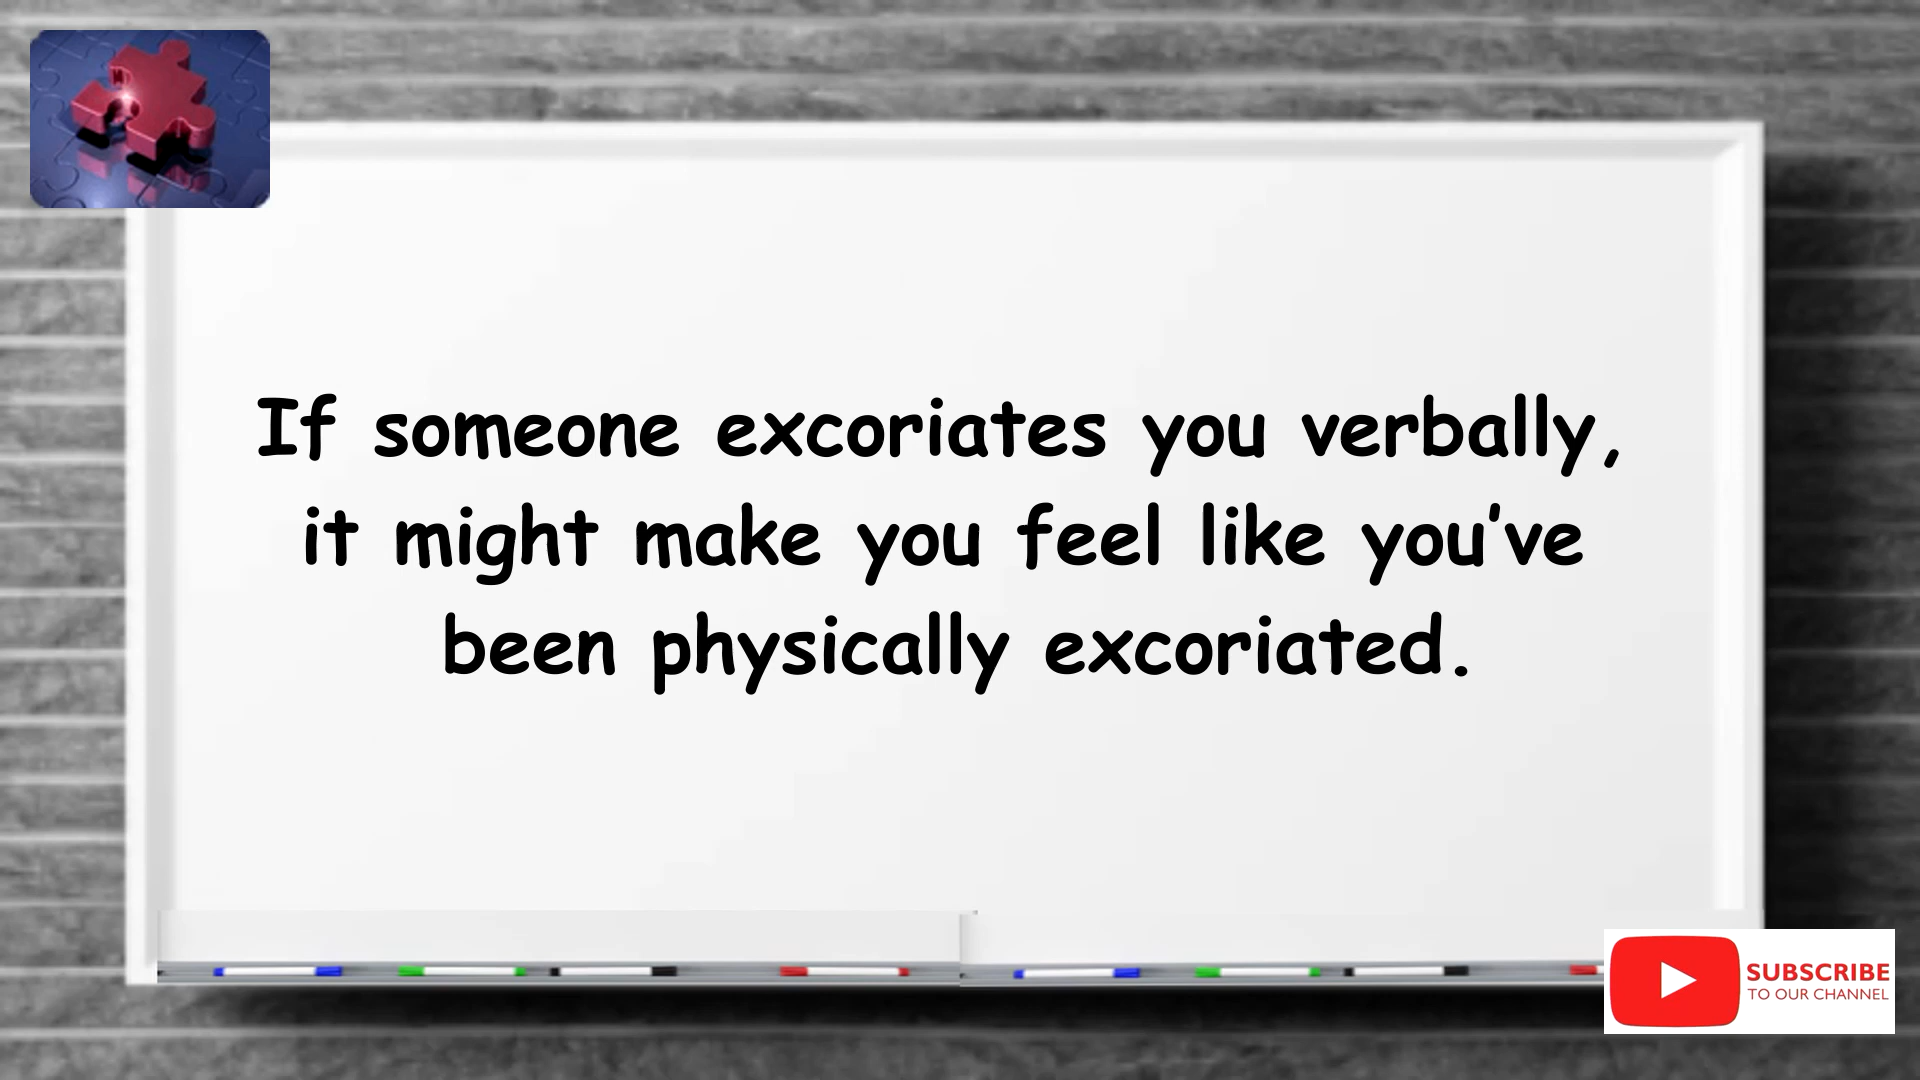 If someone excoriates you verbally,
it might make you feel like you’ve
been physically excoriated.
SUBSCRIBE
TO OUR CHANNEL